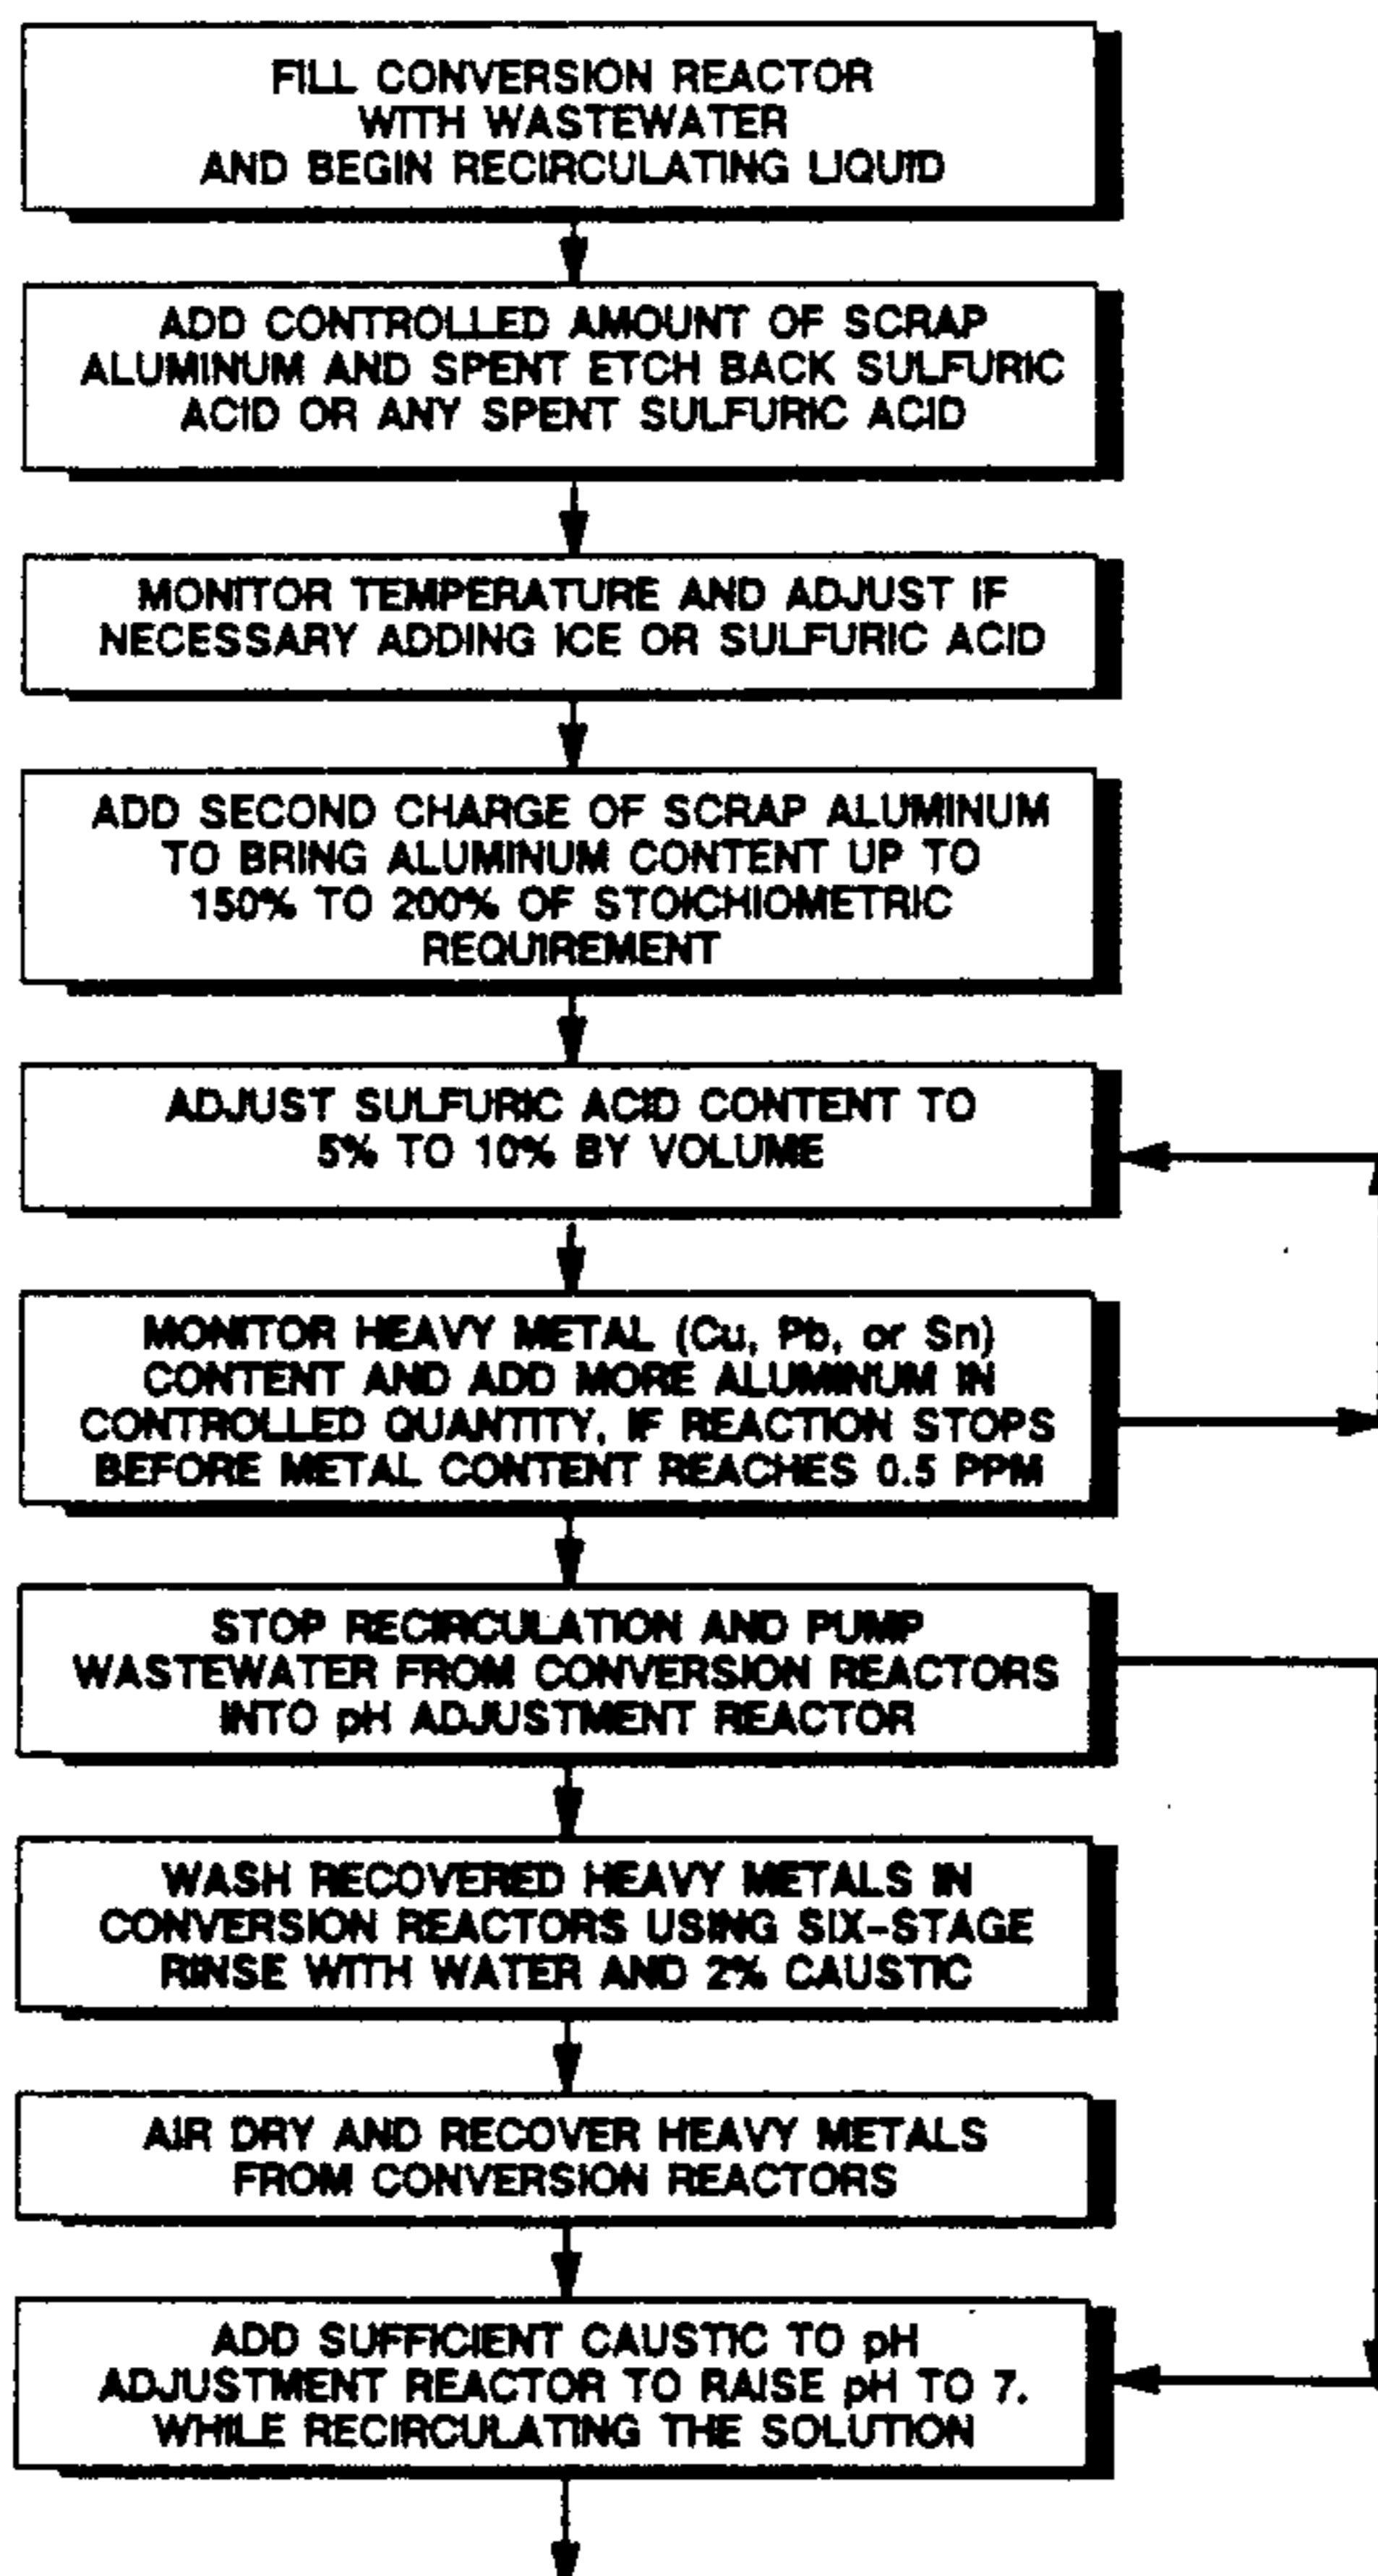 FILL CONVERSION REACTOR
WITH WASTEWATER
AND BEGIN RECIRCULATING LIQUID
ADD CONTROLLED AMOUNT OF SCRAP
ALUMINUM AND SPENT ETCH BACK SULFURIC
ACID OR ANY SPENT SULFURIC ACID
MONITOR TEMPERATURE AND ADJUST IF
NECESSARY ADDING ICE OR SULFURIC ACID
ADD SECOND CHARGE OF SCRAP ALUMINUM
TO BRING ALUMINUM CONTENT UP TO
150% TO 200% OF STOICHIOMETRIC
REQUIREMENT
ADJUST SULFURIC ACID CONTENT TO
5% TO 10% BY VOLUME
MONITOR HEAVY METAL (Cu, Pb, or Sn)
CONTENT AND ADD MORE ALUMINUM IN
CONTROLLED QUANTITY, IF REACTION STOPS
BEFORE METAL CONTENT REACHES 0.5 PPM
STOP RECIRCULATION AND PUMP
WASTEWATER FROM CONVERSION REACTORS
INTO pH ADJUSTMENT REACTOR
WASH RECOVERED HEAVY METALS IN
CONVERSION REACTORS USING SIX-STAGE
RINSE WITH WATER AND 2% CAUSTIC
AIR DRY AND RECOVER HEAVY METALS
FROM CONVERSION REACTORS
ADD SUFFICIENT CAUSTIC TO pH
ADJUSTMENT REACTOR TO RAISE pH TO 7,
WHILE RECIRCULATING THE SOLUTION